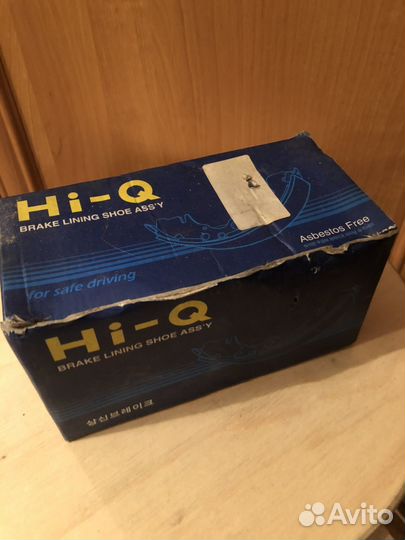 Hi-Q
BRAKE LINING SHOE ASS'Y
Asbestos Free
for safe driving
Hi-Q
BRAKE LINING SHOE ASS'Y
상신브레이크
Avito